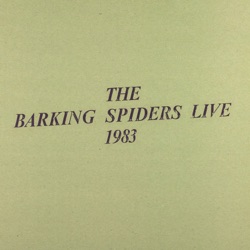 THE
BARKING SPIDERS LIVE
1983